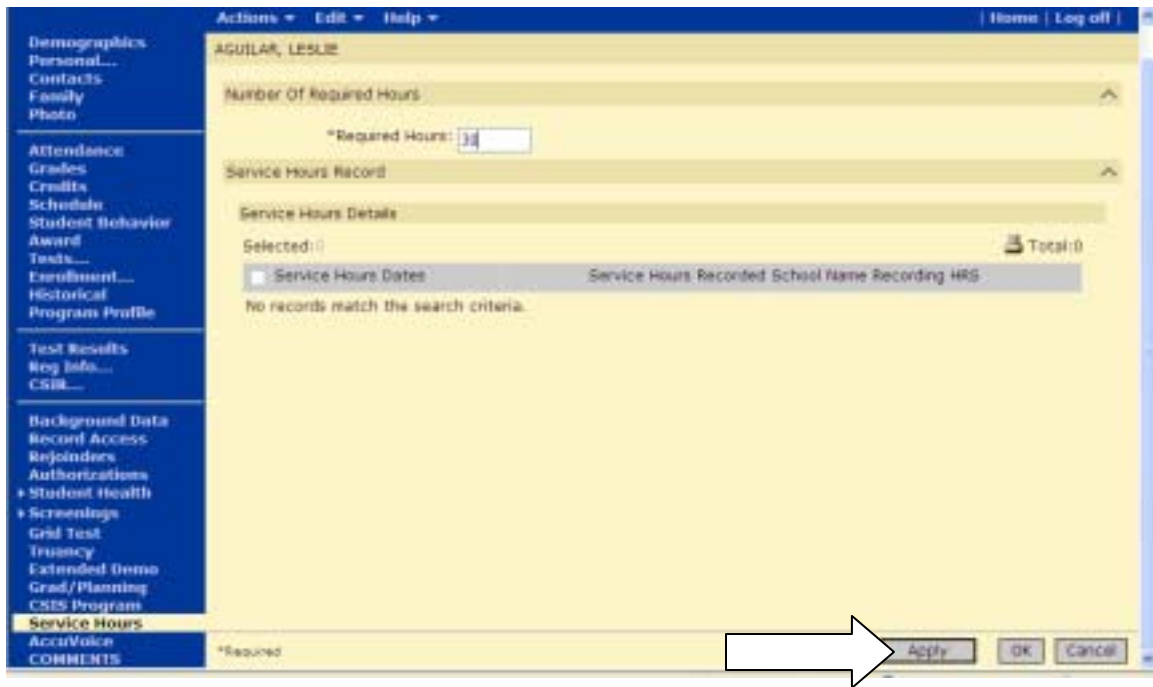 Actions Edit Help | Home | Log off |
Demographics
Personal...
Contacts
Family
Photo
Attendance
Grades
Credits
Schedule
Student Behavior
Award
Tests...
Enrollment...
Historical
Program Profile
Test Results
Reg Info...
CSIR...
Background Data
Record Access
Rejoinders
Authorizations
Student Health
Screenings
Grid Test
Truancy
Extended Demo
Grad/Planning
CSIS Program
Service Hours
AccuVoice
COMMENTS
AGUILAR, LESLIE
Number Of Required Hours
*Required Hours:
Service Hours Record
Service Hours Details
Selected:0 Total:0
Service Hours Dates Service Hours Recorded School Name Recording HRS
No records match the search criteria.
*Required Apply OK Cancel